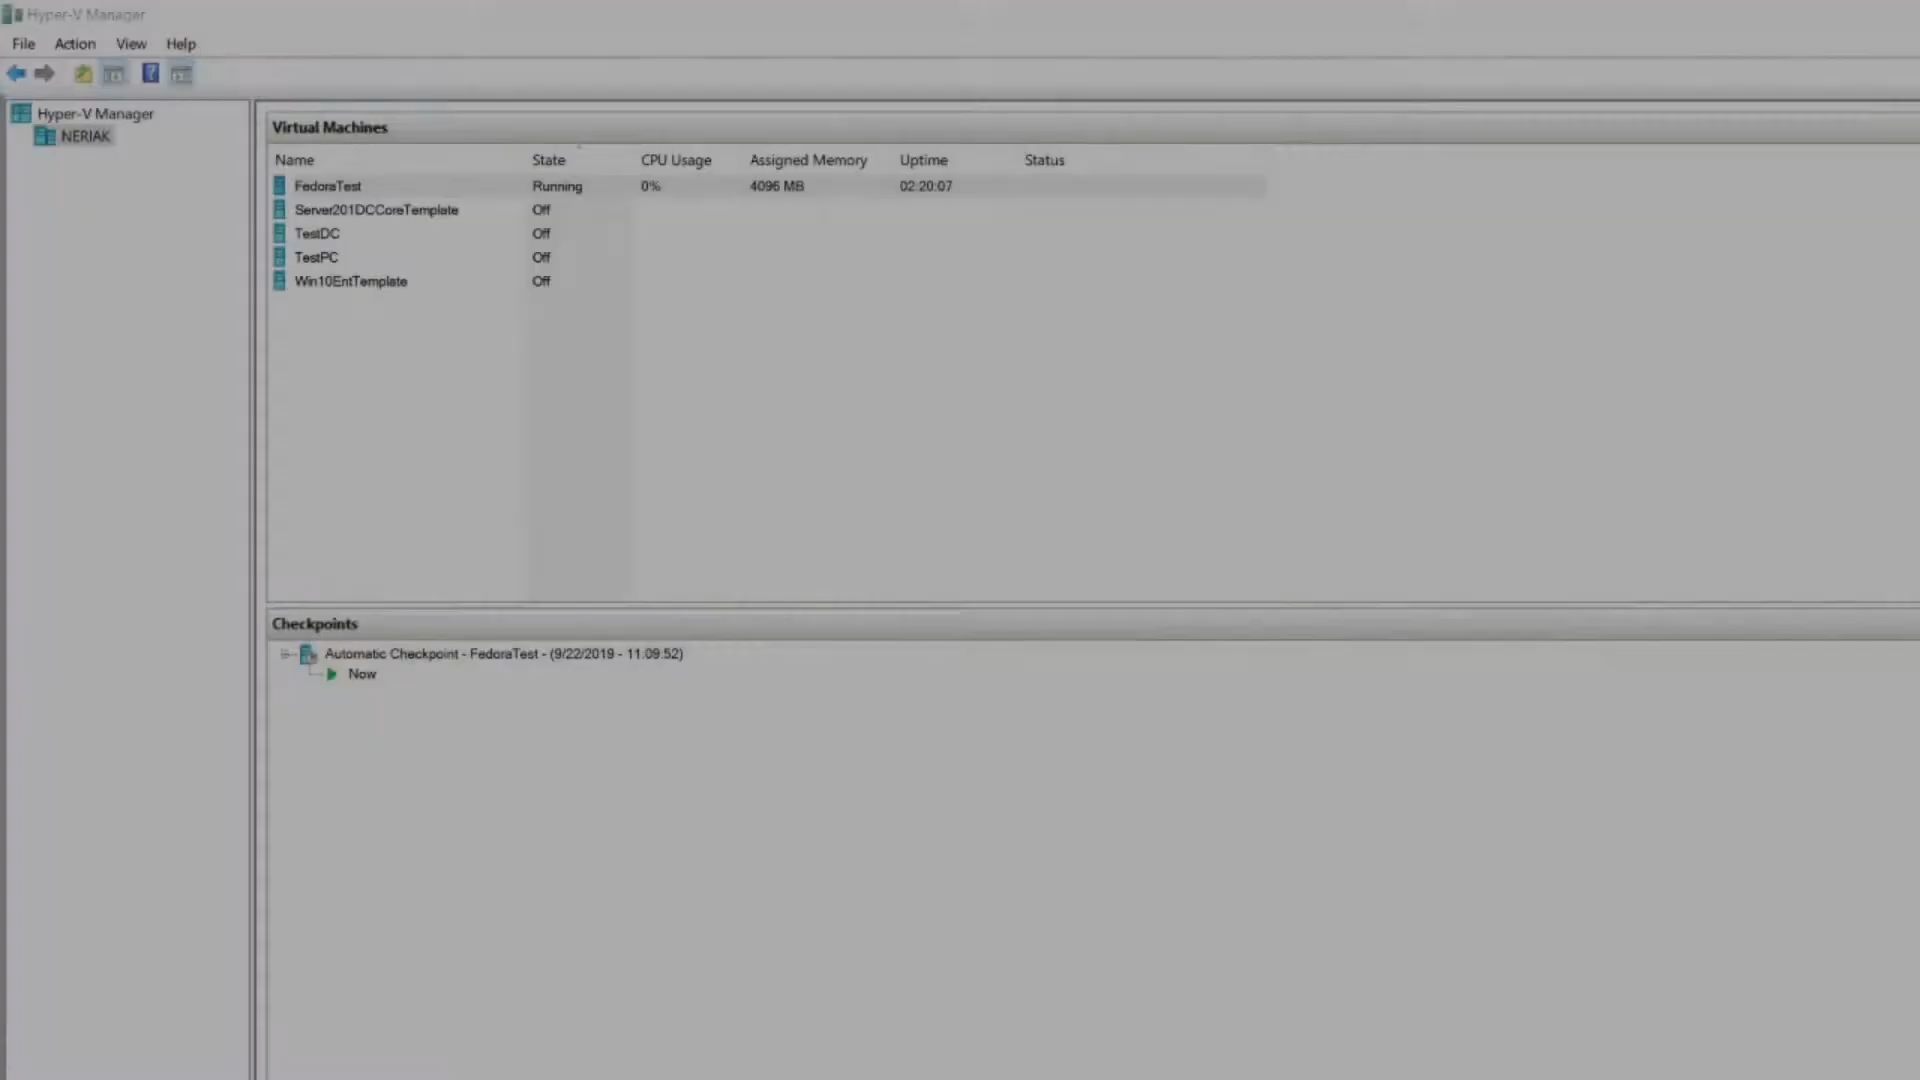 Hyper-V Manager
File Action View Help
Hyper-V Manager
NERIAK
Virtual Machines
Name State CPU Usage Assigned Memory Uptime Status
FedoraTest Running 0% 4096 MB 02:20:07
Server201DCCoreTemplate Off
TestDC Off
TestPC Off
Win10EntTemplate Off
Checkpoints
Automatic Checkpoint - FedoraTest - (9/22/2019 - 11:09:52)
Now